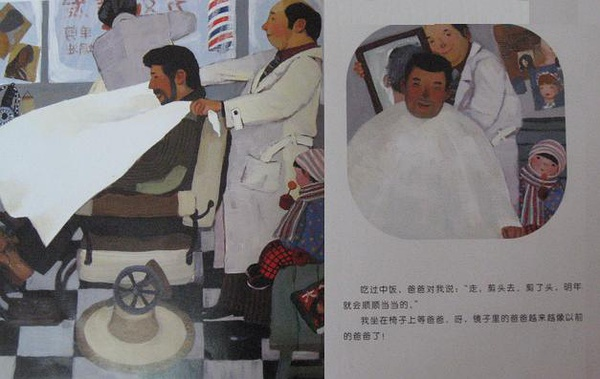 吃过中饭，爸爸对我说：“走，剪头去，剪了头，明年
就会顺顺当当的。”
我坐在椅子上等爸爸，呀，镜子里的爸爸越来越像以前
的爸爸了！